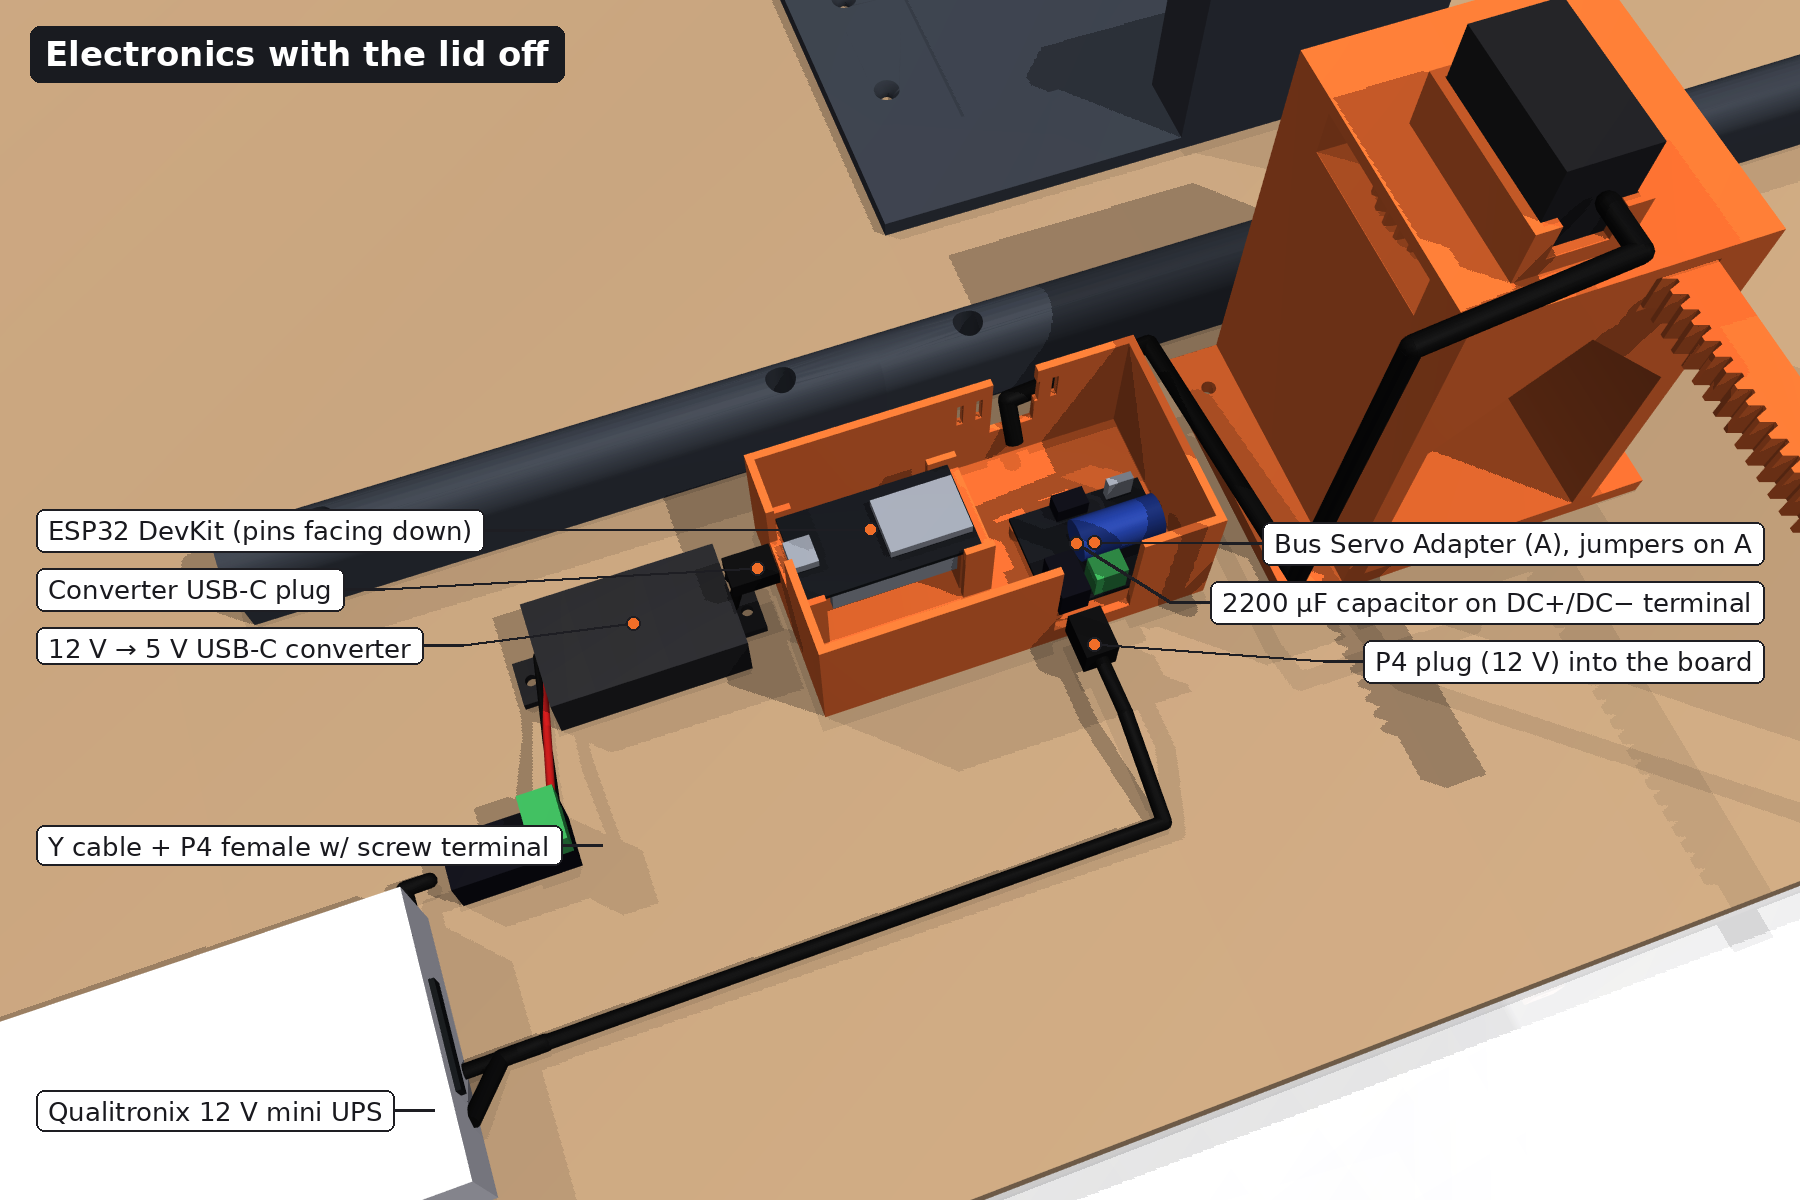 Electronics with the lid off
ESP32 DevKit (pins facing down)
Converter USB-C plug
12 V → 5 V USB-C converter
Y cable + P4 female w/ screw terminal
Qualitronix 12 V mini UPS
Bus Servo Adapter (A), jumpers on A
2200 µF capacitor on DC+/DC− terminal
P4 plug (12 V) into the board